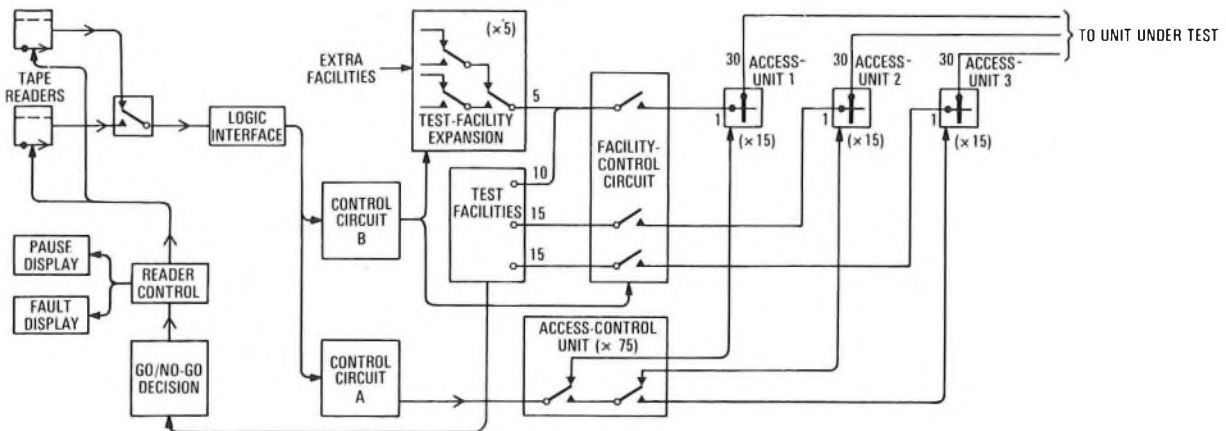 TAPE
READERS
LOGIC
INTERFACE
EXTRA
FACILITIES
(×5)
TEST-FACILITY
EXPANSION
5
10
15
15
TEST
FACILITIES
FACILITY-
CONTROL
CIRCUIT
30
ACCESS-
UNIT 1
1
(×15)
30
ACCESS-
UNIT 2
1
(×15)
30
ACCESS-
UNIT 3
1
(×15)
TO UNIT UNDER TEST
CONTROL
CIRCUIT
B
PAUSE
DISPLAY
FAULT
DISPLAY
READER
CONTROL
GO/NO-GO
DECISION
CONTROL
CIRCUIT
A
ACCESS-CONTROL
UNIT (× 75)